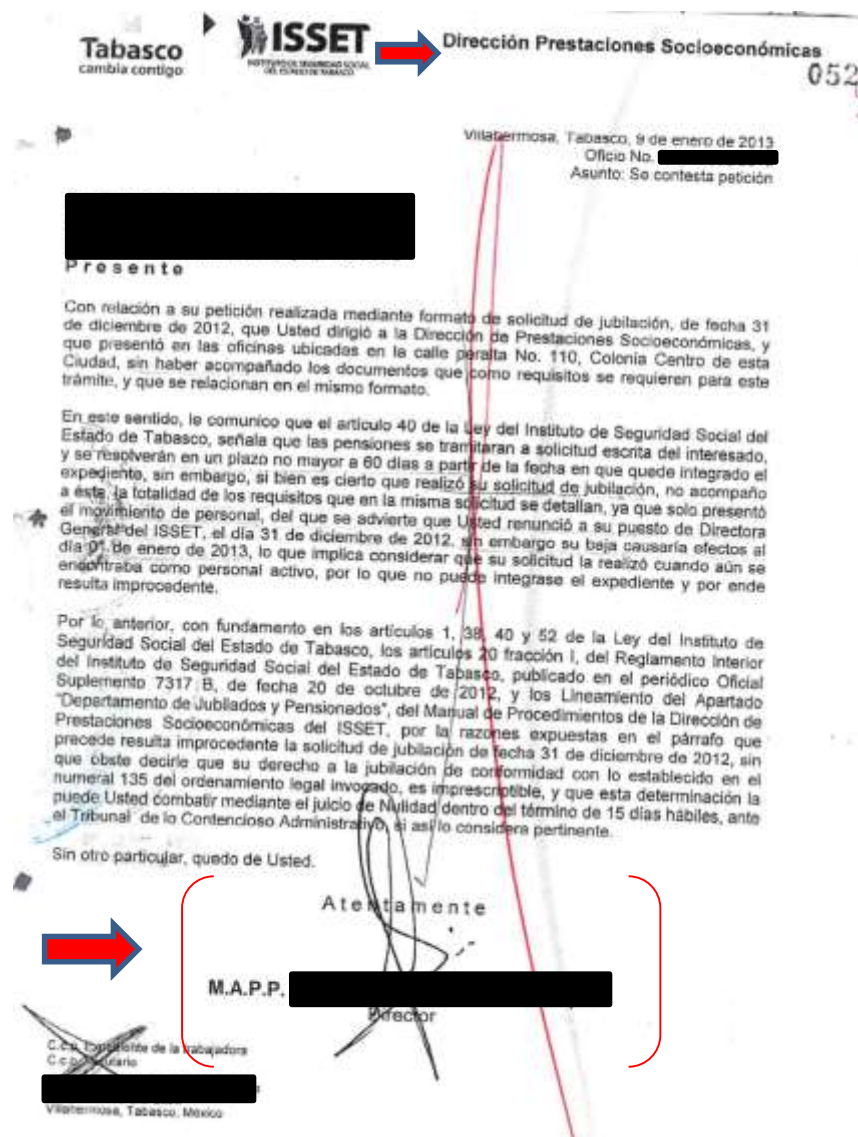 Tabasco
cambia contigo
ISSET
INSTITUTO DE SEGURIDAD SOCIAL
DEL ESTADO DE TABASCO
Dirección Prestaciones Socioeconómicas
052
Villahermosa, Tabasco, 9 de enero de 2013
Oficio No.
Asunto: Se contesta petición
Presente
Con relación a su petición realizada mediante formato de solicitud de jubilación, de fecha 31
de diciembre de 2012, que Usted dirigió a la Dirección de Prestaciones Socioeconómicas, y
que presentó en las oficinas ubicadas en la calle peralta No. 110, Colonia Centro de esta
Ciudad, sin haber acompañado los documentos que como requisitos se requieren para este
trámite, y que se relacionan en el mismo formato.
En este sentido, le comunico que el artículo 40 de la Ley del Instituto de Seguridad Social del
Estado de Tabasco, señala que las pensiones se tramitaran a solicitud escrita del interesado,
y se resolverán en un plazo no mayor a 60 días a partir de la fecha en que quede integrado el
expediente, sin embargo, si bien es cierto que realizó su solicitud de jubilación, no acompaño
a ésta, la totalidad de los requisitos que en la misma solicitud se detallan, ya que solo presentó
el movimiento de personal, del que se advierte que Usted renunció a su puesto de Directora
General del ISSET, el día 31 de diciembre de 2012, sin embargo su baja causaría efectos al
día 01 de enero de 2013, lo que implica considerar que su solicitud la realizó cuando aún se
encontraba como personal activo, por lo que no puede integrase el expediente y por ende
resulta improcedente.
Por lo anterior, con fundamento en los artículos 1, 38, 40 y 52 de la Ley del Instituto de
Seguridad Social del Estado de Tabasco, los artículos 20 fracción I, del Reglamento Interior
del Instituto de Seguridad Social del Estado de Tabasco, publicado en el periódico Oficial
Suplemento 7317 B, de fecha 20 de octubre de 2012, y los Lineamiento del Apartado
"Departamento de Jubilados y Pensionados", del Manual de Procedimientos de la Dirección de
Prestaciones Socioeconómicas del ISSET, por la razones expuestas en el párrafo que
precede resulta improcedente la solicitud de jubilación de fecha 31 de diciembre de 2012, sin
que obste decirle que su derecho a la jubilación de conformidad con lo establecido en el
numeral 135 del ordenamiento legal invocado, es imprescriptible, y que esta determinación la
puede Usted combatir mediante el juicio de Nulidad dentro del término de 15 días hábiles, ante
el Tribunal de lo Contencioso Administrativo, si así lo considera pertinente.
Sin otro particular, quedo de Usted.
Atentamente
M.A.P.P.
Director
C.c.p. Expediente de la trabajadora
C.c.p.
Villahermosa, Tabasco, México